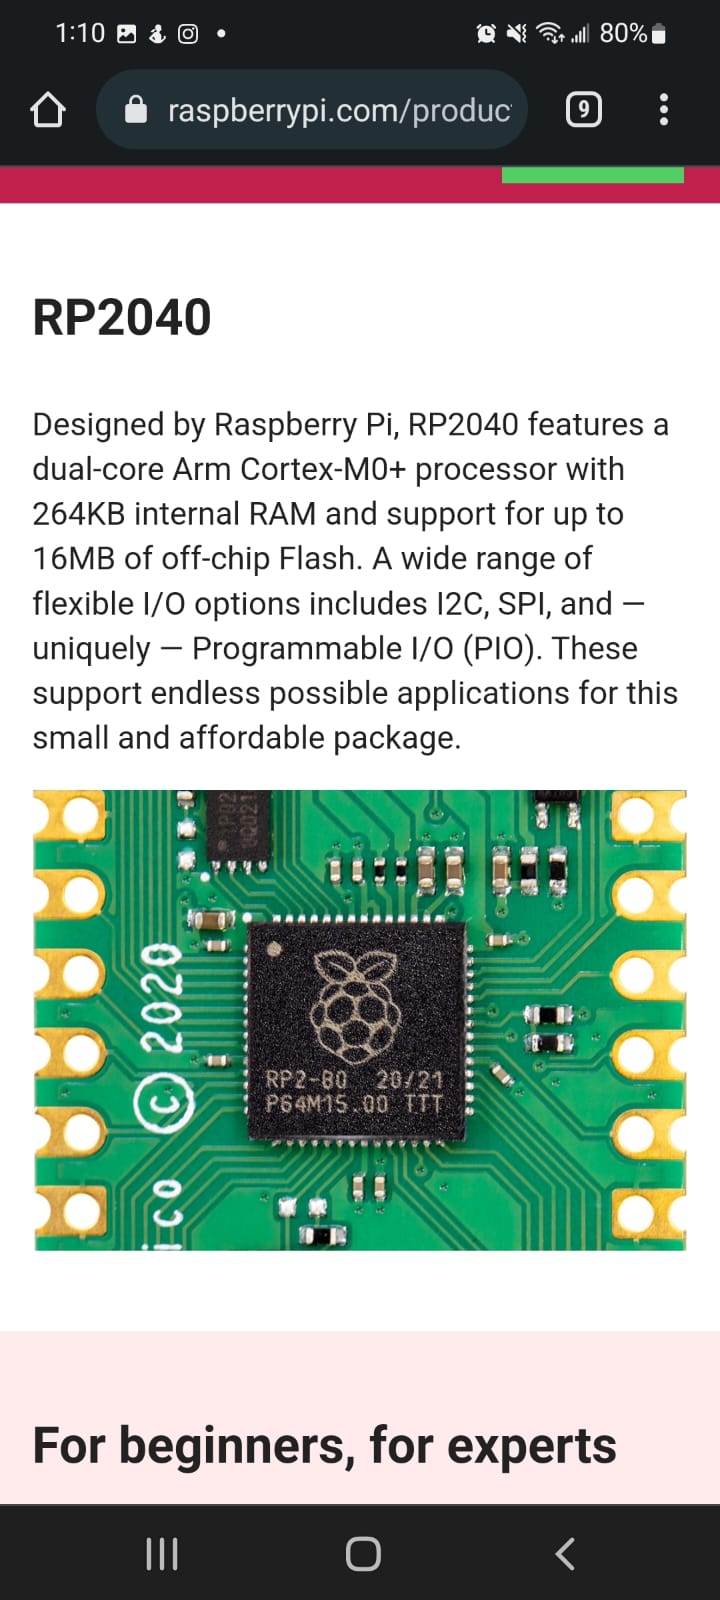 1:10
80%
raspberrypi.com/produc
9
RP2040
Designed by Raspberry Pi, RP2040 features a
dual-core Arm Cortex-M0+ processor with
264KB internal RAM and support for up to
16MB of off-chip Flash. A wide range of
flexible I/O options includes I2C, SPI, and —
uniquely — Programmable I/O (PIO). These
support endless possible applications for this
small and affordable package.
ico © 2020
RP2-B0 20/21
P64M15.00 TTT
For beginners, for experts